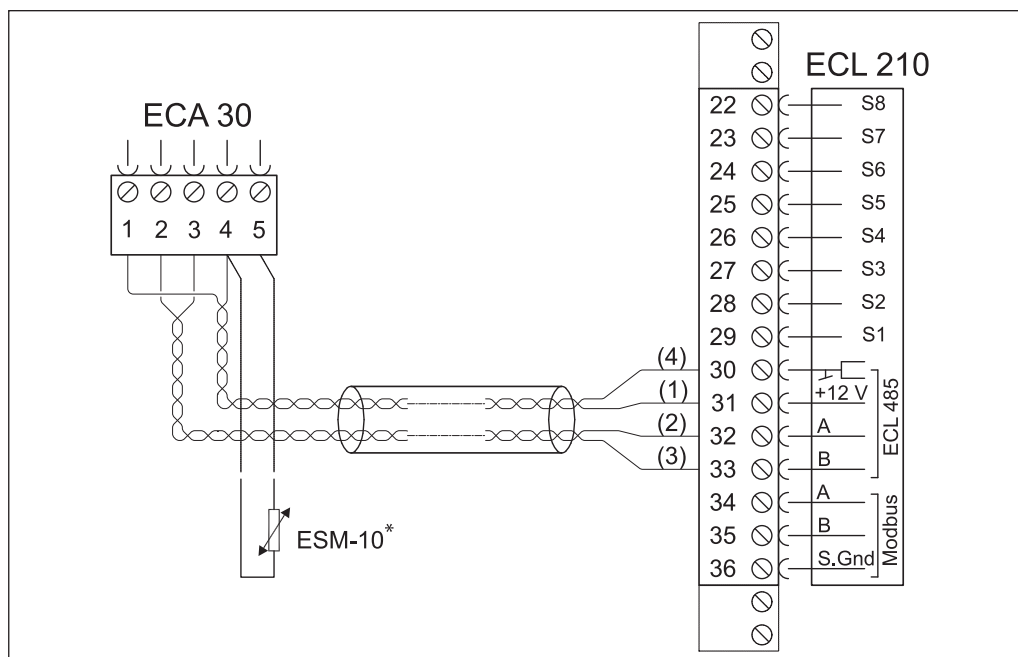 ECL 210
ECA 30
1 2 3 4 5
22 S8
23 S7
24 S6
25 S5
26 S4
27 S3
28 S2
29 S1
(4) 30
(1) 31 +12 V
(2) 32 A
(3) 33 B
ECL 485
34 A
35 B
36 S.Gnd
Modbus
ESM-10*